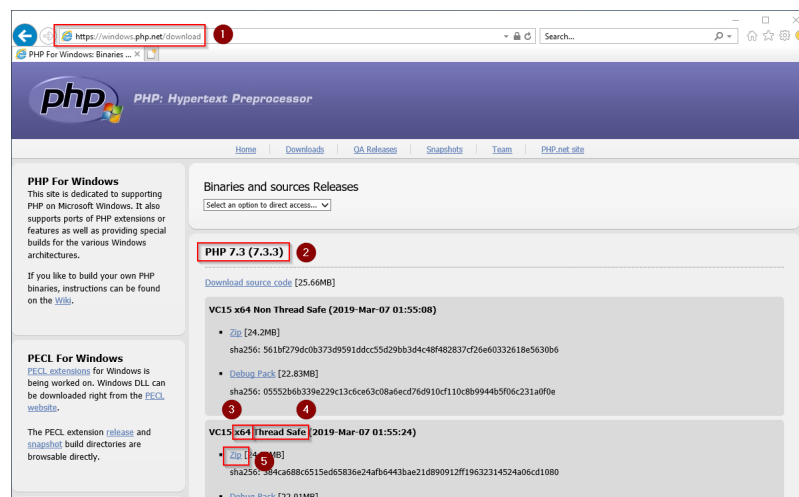 https://windows.php.net/download
1
Search...
PHP For Windows: Binaries ...
php
PHP: Hypertext Preprocessor
Home
Downloads
QA Releases
Snapshots
Team
PHP.net site
PHP For Windows
This site is dedicated to supporting
PHP on Microsoft Windows. It also
supports ports of PHP extensions or
features as well as providing special
builds for the various Windows
architectures.
If you like to build your own PHP
binaries, instructions can be found
on the Wiki.
PECL For Windows
PECL extensions for Windows is
being worked on. Windows DLL can
be downloaded right from the PECL
website.
The PECL extension release and
snapshot build directories are
browsable directly.
Binaries and sources Releases
Select an option to direct access...
PHP 7.3 (7.3.3)
2
Download source code [25.66MB]
VC15 x64 Non Thread Safe (2019-Mar-07 01:55:08)
Zip [24.2MB]
sha256: 561bf279dc0b373d9591ddcc55d29bb3d4c48f482837cf26e60332618e5630b6
Debug Pack [22.83MB]
sha256: 05552b6b339e229c13c6ce63c08a6ecd76d910cf110c8b9944b5f06c231a0f0e
3
4
VC15 x64 Thread Safe (2019-Mar-07 01:55:24)
Zip
5
sha256: 384ca688c6515ed65836e24afb6443bae21d890912ff19632314524a06cd1080
Debug Pack [22.91MB]